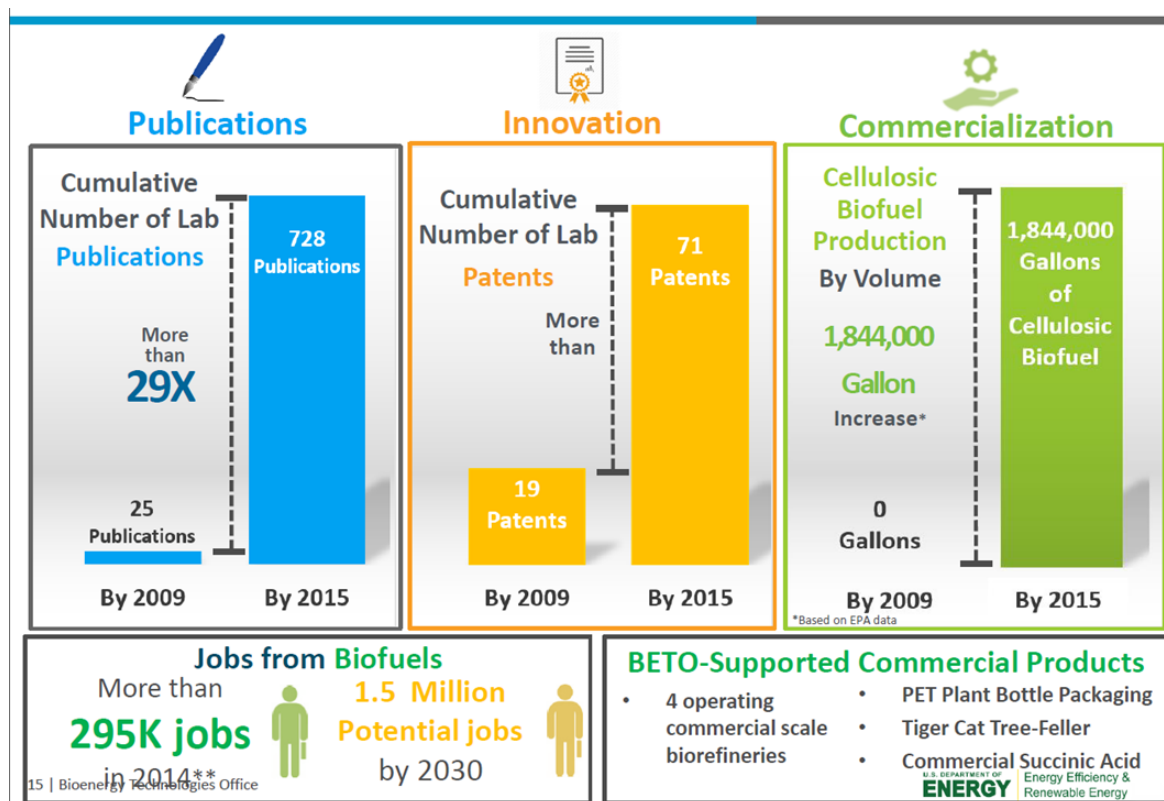 Publications
Cumulative
Number of Lab
Publications
More
than
29X
25
Publications
728
Publications
By 2009
By 2015
Innovation
Cumulative
Number of Lab
Patents
More
than
19
Patents
71
Patents
By 2009
By 2015
Commercialization
Cellulosic
Biofuel
Production
By Volume
1,844,000
Gallon
Increase*
0
Gallons
1,844,000
Gallons
of
Cellulosic
Biofuel
By 2009
By 2015
*Based on EPA data
Jobs from Biofuels
More than
295K jobs
in 2014**
1.5 Million
Potential jobs
by 2030
BETO-Supported Commercial Products
• 4 operating
commercial scale
biorefineries
• PET Plant Bottle Packaging
• Tiger Cat Tree-Feller
• Commercial Succinic Acid
15 | Bioenergy Technologies Office
U.S. DEPARTMENT OF
ENERGY
Energy Efficiency &
Renewable Energy